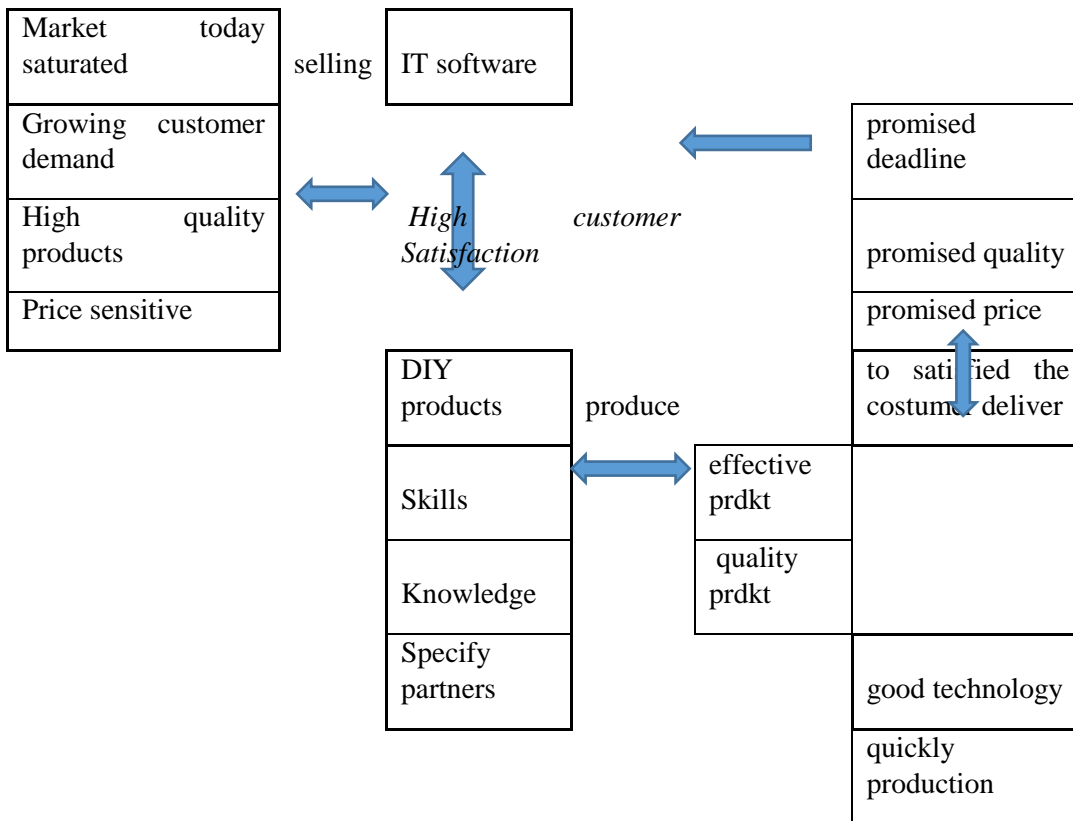 Market today
saturated
selling
IT software
Growing customer
demand
promised
deadline
High quality
products
High customer
Satisfaction
promised quality
Price sensitive
promised price
DIY
products
produce
to satisfied the
costumer deliver
Skills
effective
prdkt
Knowledge
quality
prdkt
Specify
partners
good technology
quickly
production